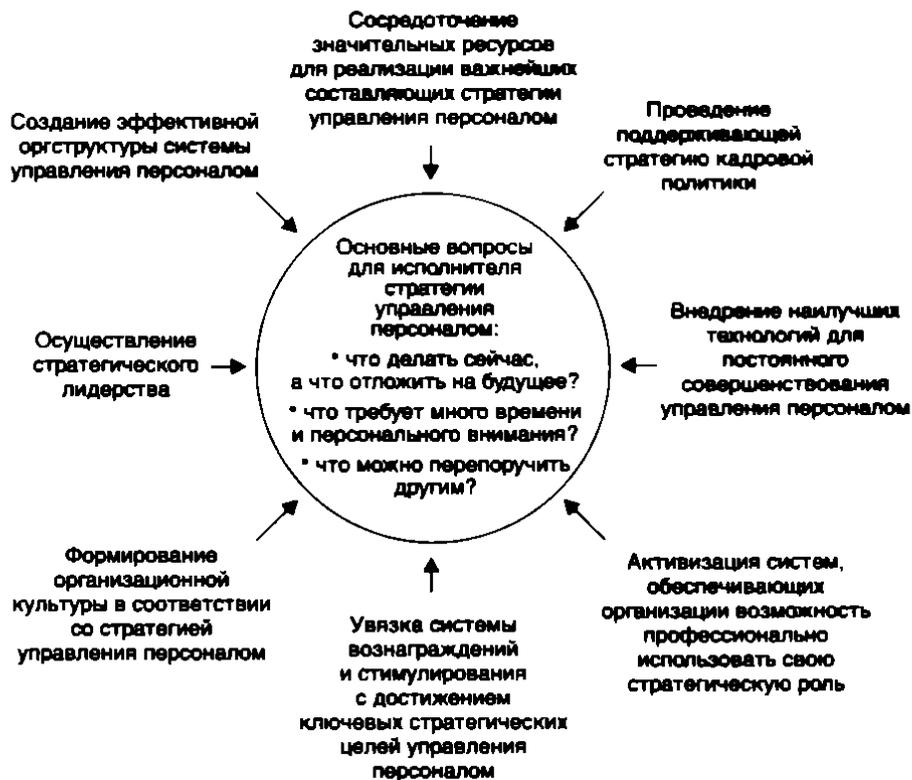 Сосредоточение
значительных ресурсов
для реализации важнейших
составляющих стратегии
управления персоналом
Создание эффективной
оргструктуры системы
управления персоналом
Проведение
поддерживающей
стратегию кадровой
политики
Основные вопросы
для исполнителя
стратегии
управления
персоналом:
• что делать сейчас,
а что отложить на будущее?
• что требует много времени
и персонального внимания?
• что можно перепоручить
другим?
Осуществление
стратегического
лидерства
Внедрение наилучших
технологий для
постоянного
совершенствования
управления персоналом
Формирование
организационной
культуры в соответствии
со стратегией
управления персоналом
Увязка системы
вознаграждений
и стимулирования
с достижением
ключевых стратегических
целей управления
персоналом
Активизация систем,
обеспечивающих
организации возможность
профессионально
использовать свою
стратегическую роль